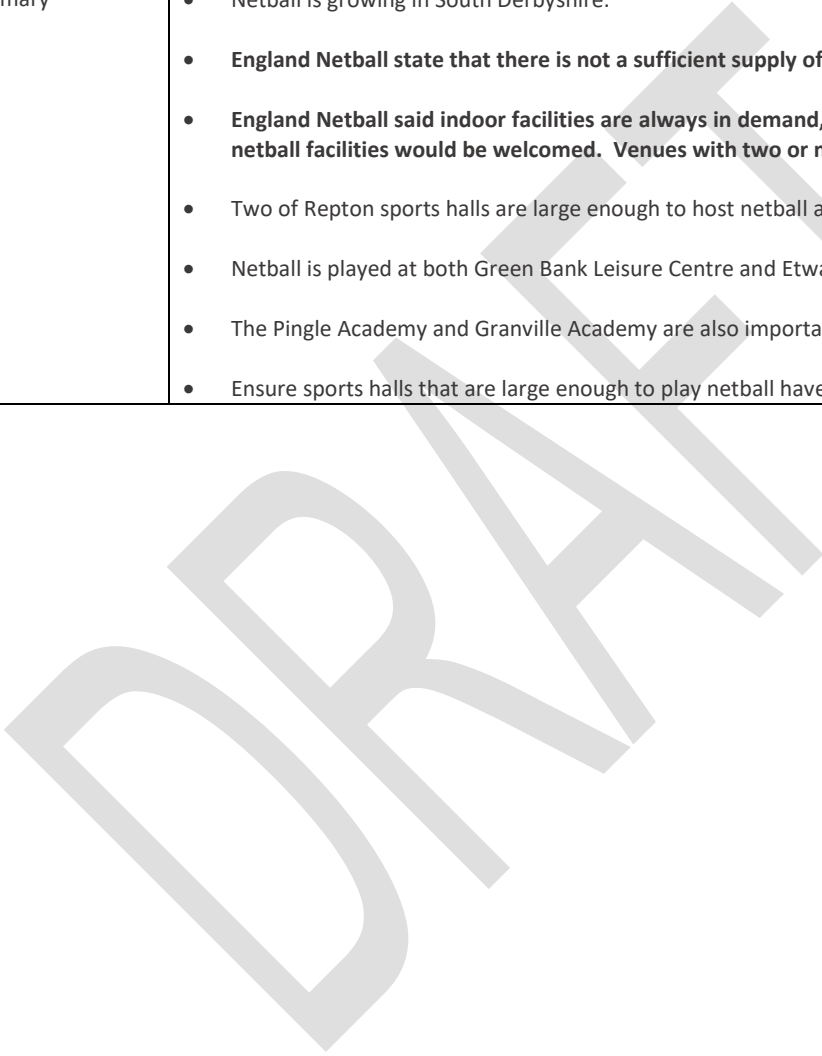 • Netball is growing in South Derbyshire.
• England Netball state that there is not a sufficient supply of
• England Netball said indoor facilities are always in demand,
netball facilities would be welcomed. Venues with two or
• Two of Repton sports halls are large enough to host netball
• Netball is played at both Green Bank Leisure Centre and
• The Pingle Academy and Granville Academy are also
• Ensure sports halls that are large enough to play netball have
DRAFT